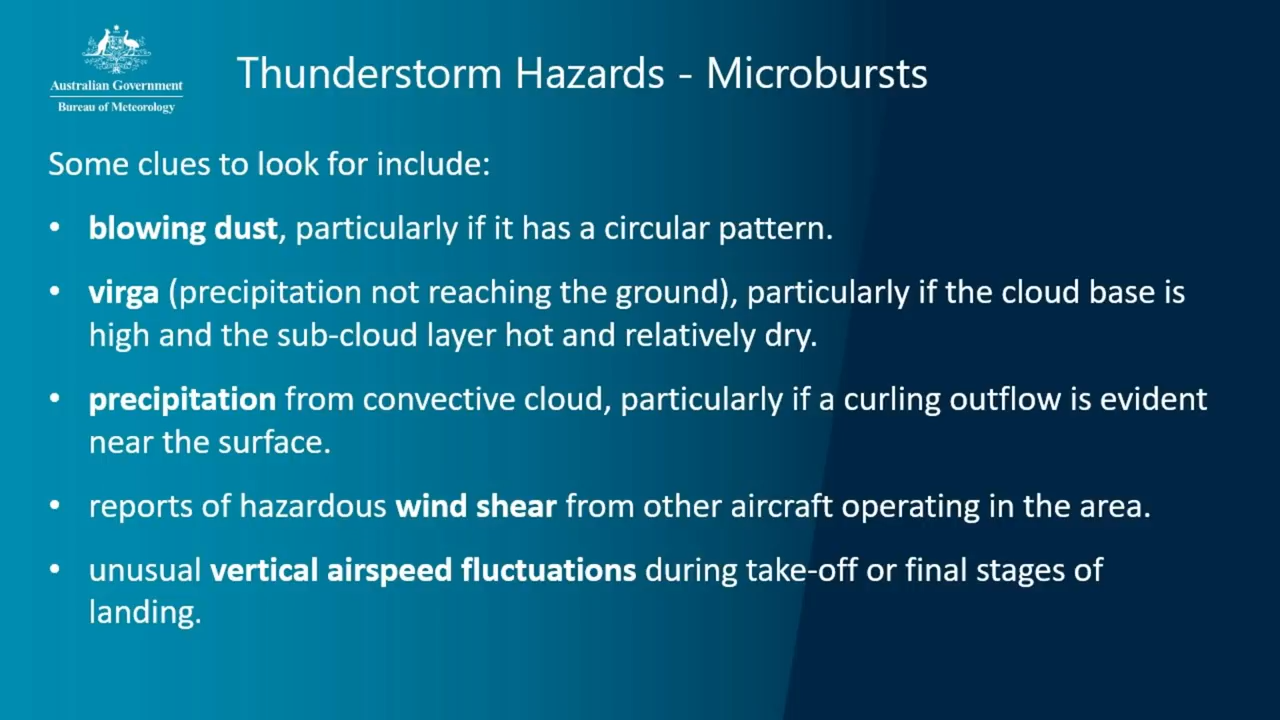 Australian Government
Bureau of Meteorology
Thunderstorm Hazards - Microbursts
Some clues to look for include:
• blowing dust, particularly if it has a circular pattern.
• virga (precipitation not reaching the ground), particularly if the cloud base is
high and the sub-cloud layer hot and relatively dry.
• precipitation from convective cloud, particularly if a curling outflow is evident
near the surface.
• reports of hazardous wind shear from other aircraft operating in the area.
• unusual vertical airspeed fluctuations during take-off or final stages of
landing.